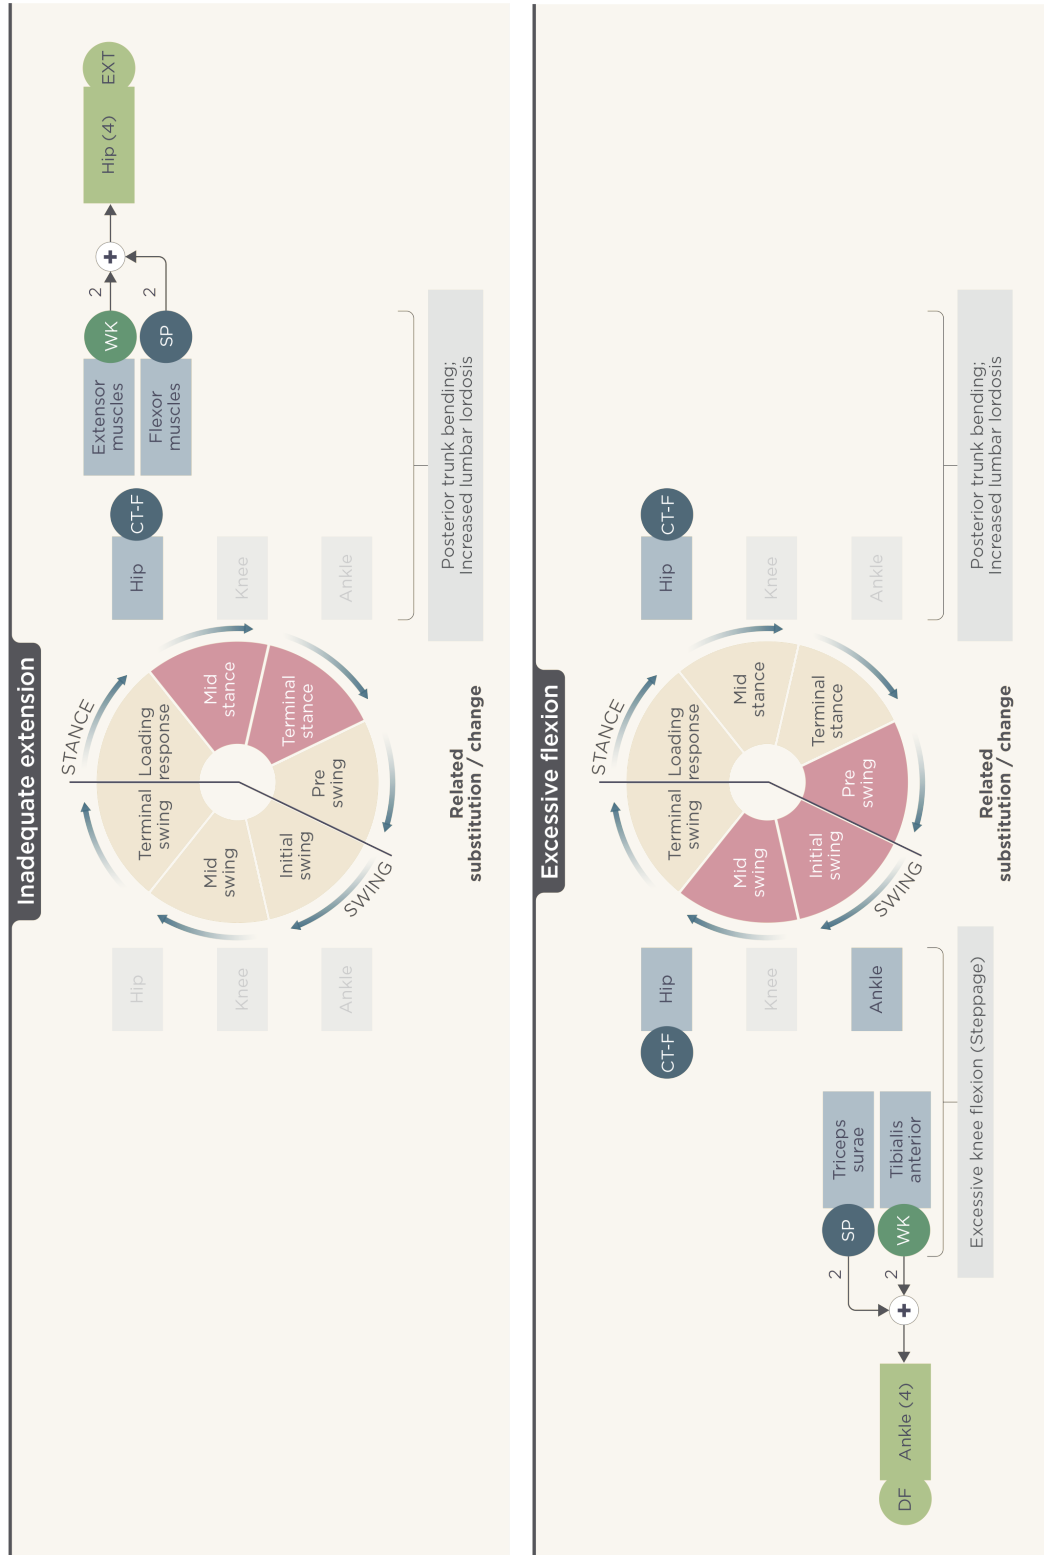 Inadequate extension
STANCE
SWING
Loading
response
Mid
stance
Terminal
stance
Pre
swing
Initial
swing
Mid
swing
Terminal
swing
Hip
Knee
Ankle
Hip
CT-F
Knee
Ankle
Extensor
muscles
WK
2
Flexor
muscles
SP
2
+
Hip (4)
EXT
Related
substitution / change
Posterior trunk bending;
Increased lumbar lordosis
Excessive flexion
STANCE
SWING
Loading
response
Mid
stance
Terminal
stance
Pre
swing
Initial
swing
Mid
swing
Terminal
swing
CT-F
Hip
Knee
Ankle
Triceps
surae
SP
2
Tibialis
anterior
WK
2
+
Ankle (4)
DF
Hip
CT-F
Knee
Ankle
Excessive knee flexion (Steppage)
Related
substitution / change
Posterior trunk bending;
Increased lumbar lordosis